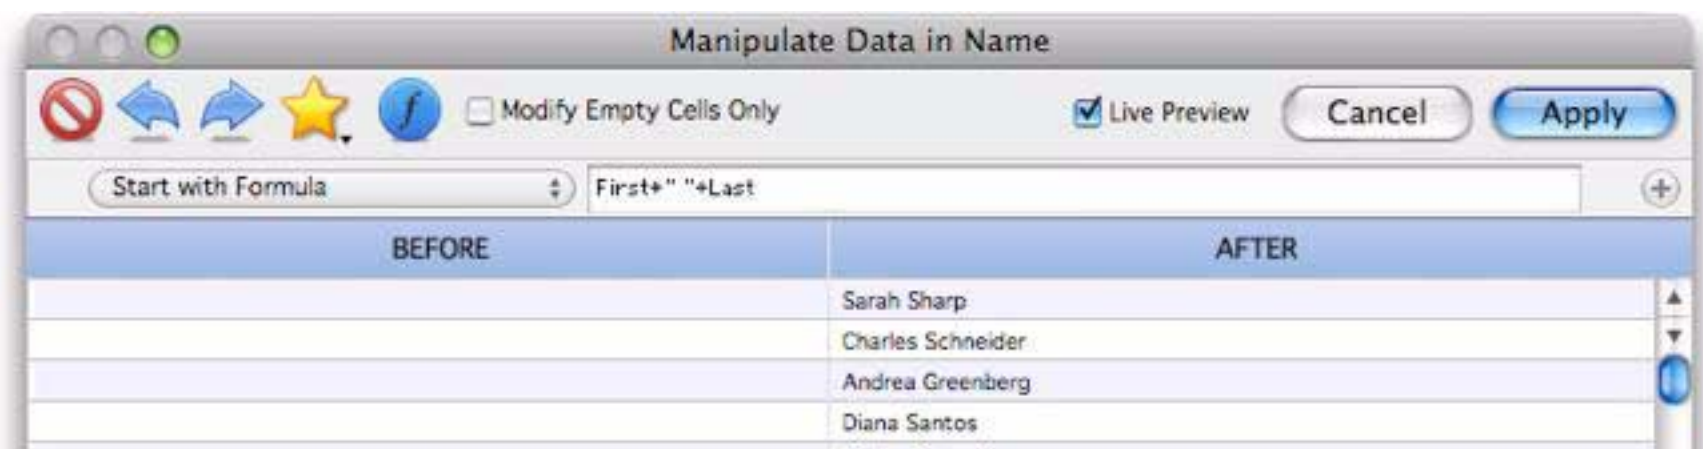 Manipulate Data in Name
f Modify Empty Cells Only Live Preview Cancel Apply
Start with Formula First+" "+Last
BEFORE AFTER
Sarah Sharp
Charles Schneider
Andrea Greenberg
Diana Santos